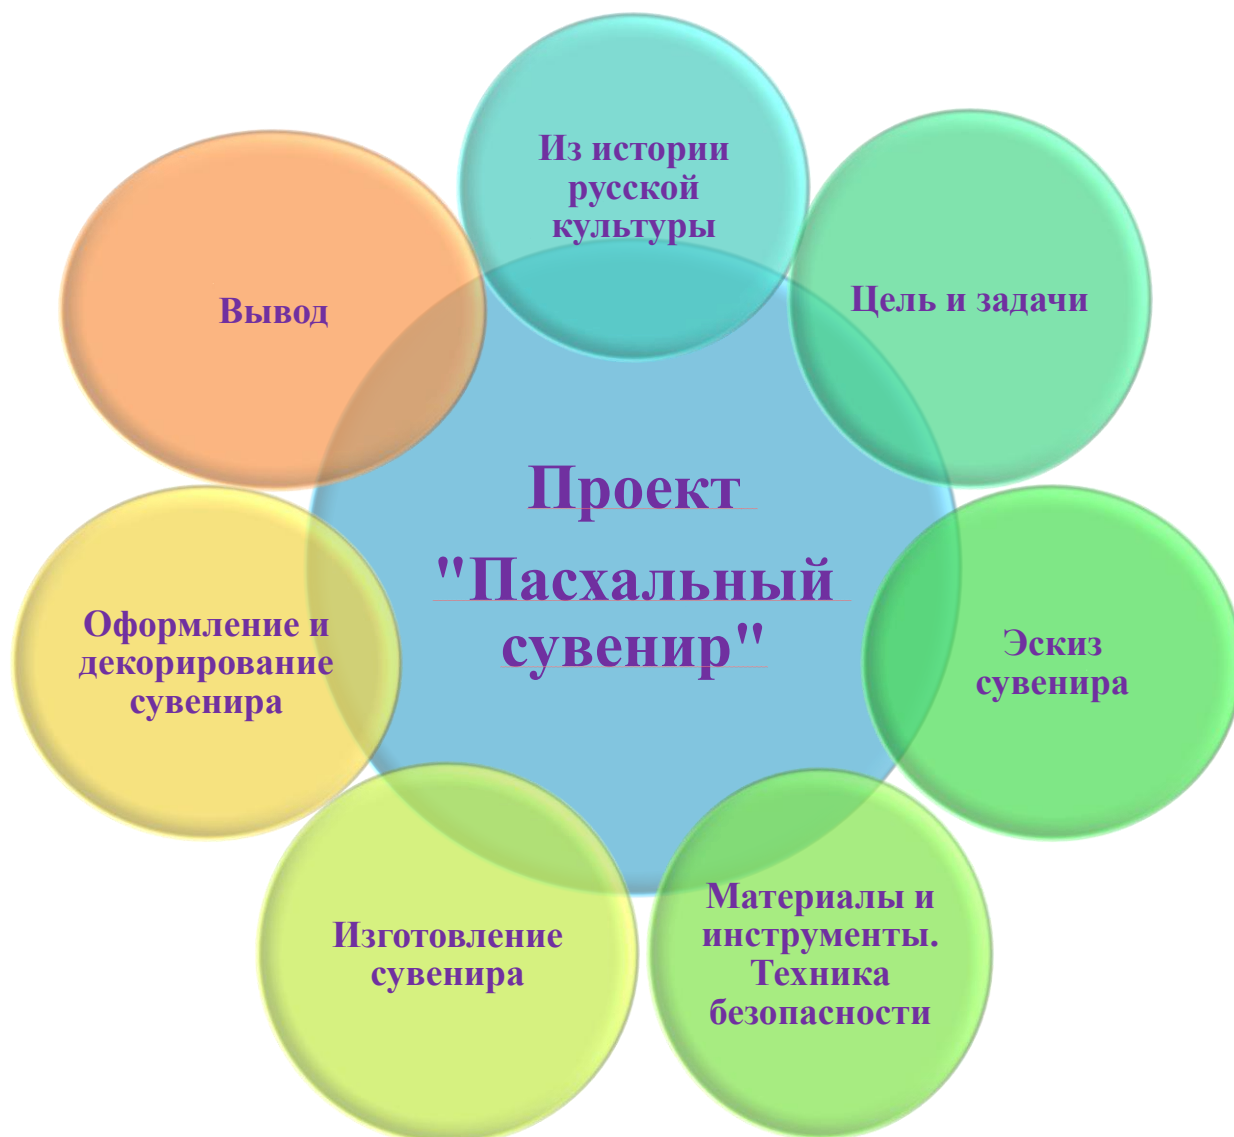 Из истории
русской
культуры
Цель и задачи
Эскиз
сувенира
Материалы и
инструменты.
Техника
безопасности
Изготовление
сувенира
Оформление и
декорирование
сувенира
Вывод
Проект
"Пасхальный
сувенир"